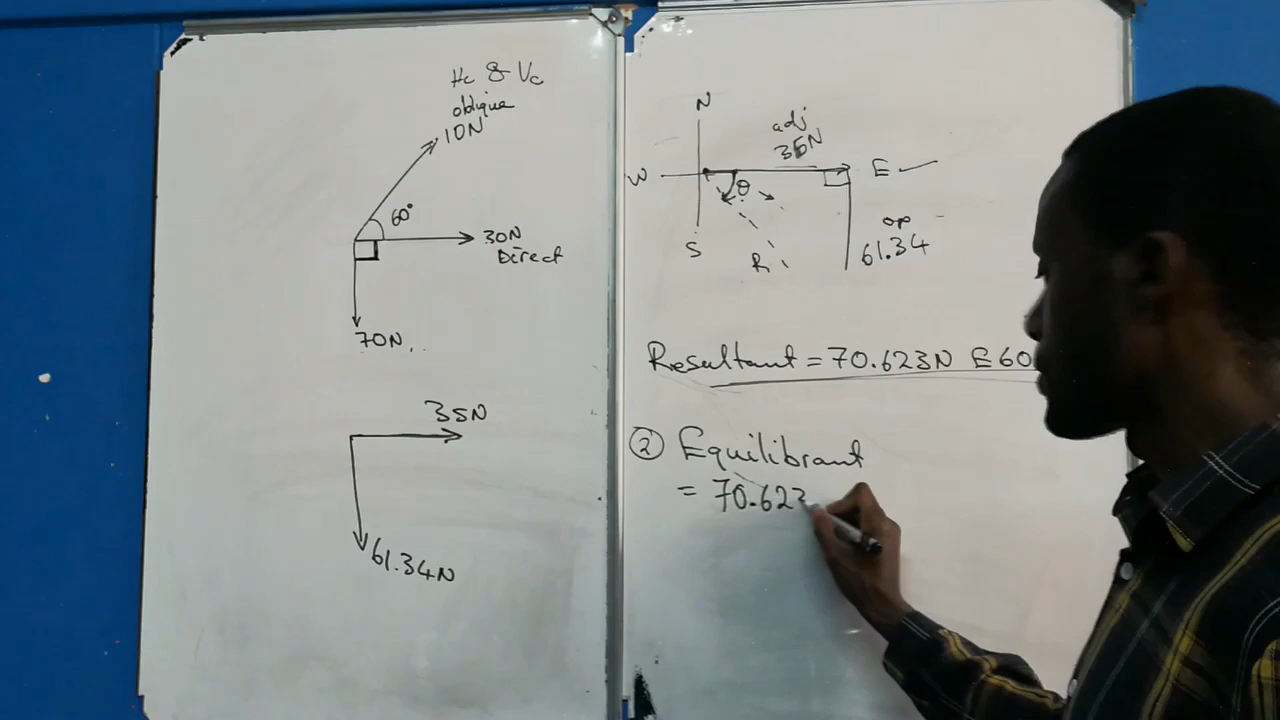 Hc & Vc
oblique
10N
60°
30N
Direct
70N
35N
61.34N
N
adj
35N
W
θ
E
S
R
op
61.34
Resultant = 70.623N E60
② Equilibrant
= 70.623